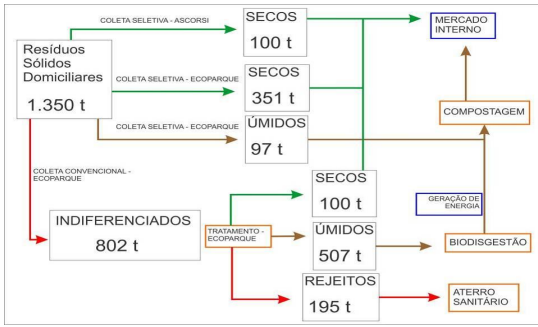 COLETA SELETIVA - ASCORSI
SECOS
100 t
MERCADO
INTERNO
Resíduos
Sólidos
Domiciliares
1.350 t
COLETA SELETIVA - ECOPARQUE
SECOS
351 t
COMPOSTAGEM
COLETA SELETIVA - ECOPARQUE
ÚMIDOS
97 t
COLETA CONVENCIONAL -
ECOPARQUE
SECOS
100 t
GERAÇÃO DE
ENERGIA
INDIFERENCIADOS
802 t
TRATAMENTO -
ECOPARQUE
ÚMIDOS
507 t
BIODISGESTÃO
REJEITOS
195 t
ATERRO
SANITÁRIO